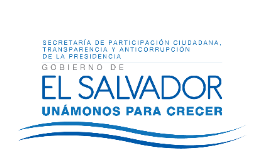 SECRETARÍA DE PARTICIPACIÓN CIUDADANA,
TRANSPARENCIA Y ANTICORRUPCIÓN
DE LA PRESIDENCIA
GOBIERNO DE
EL SALVADOR
UNÁMONOS PARA CRECER